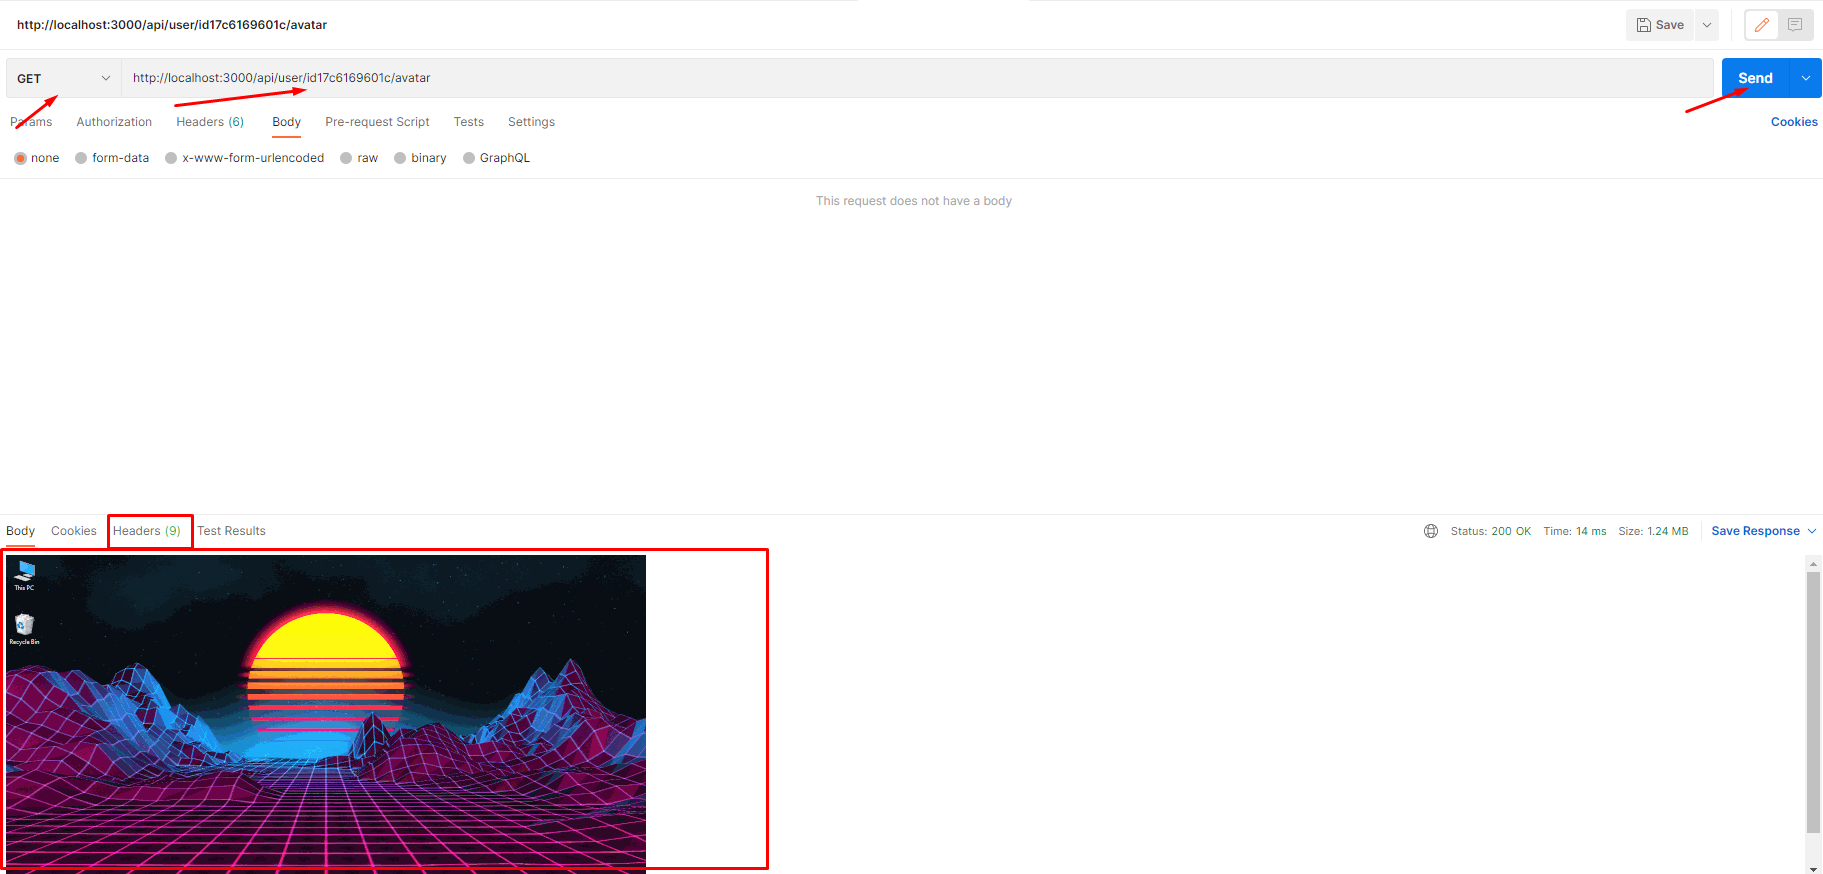 http://localhost:3000/api/user/id17c6169601c/avatar
Save
GET
http://localhost:3000/api/user/id17c6169601c/avatar
Send
Params Authorization Headers (6) Body Pre-request Script Tests Settings
Cookies
none form-data x-www-form-urlencoded raw binary GraphQL
This request does not have a body
Body Cookies Headers (9) Test Results
Status: 200 OK Time: 14 ms Size: 1.24 MB Save Response
This PC
Recycle Bin